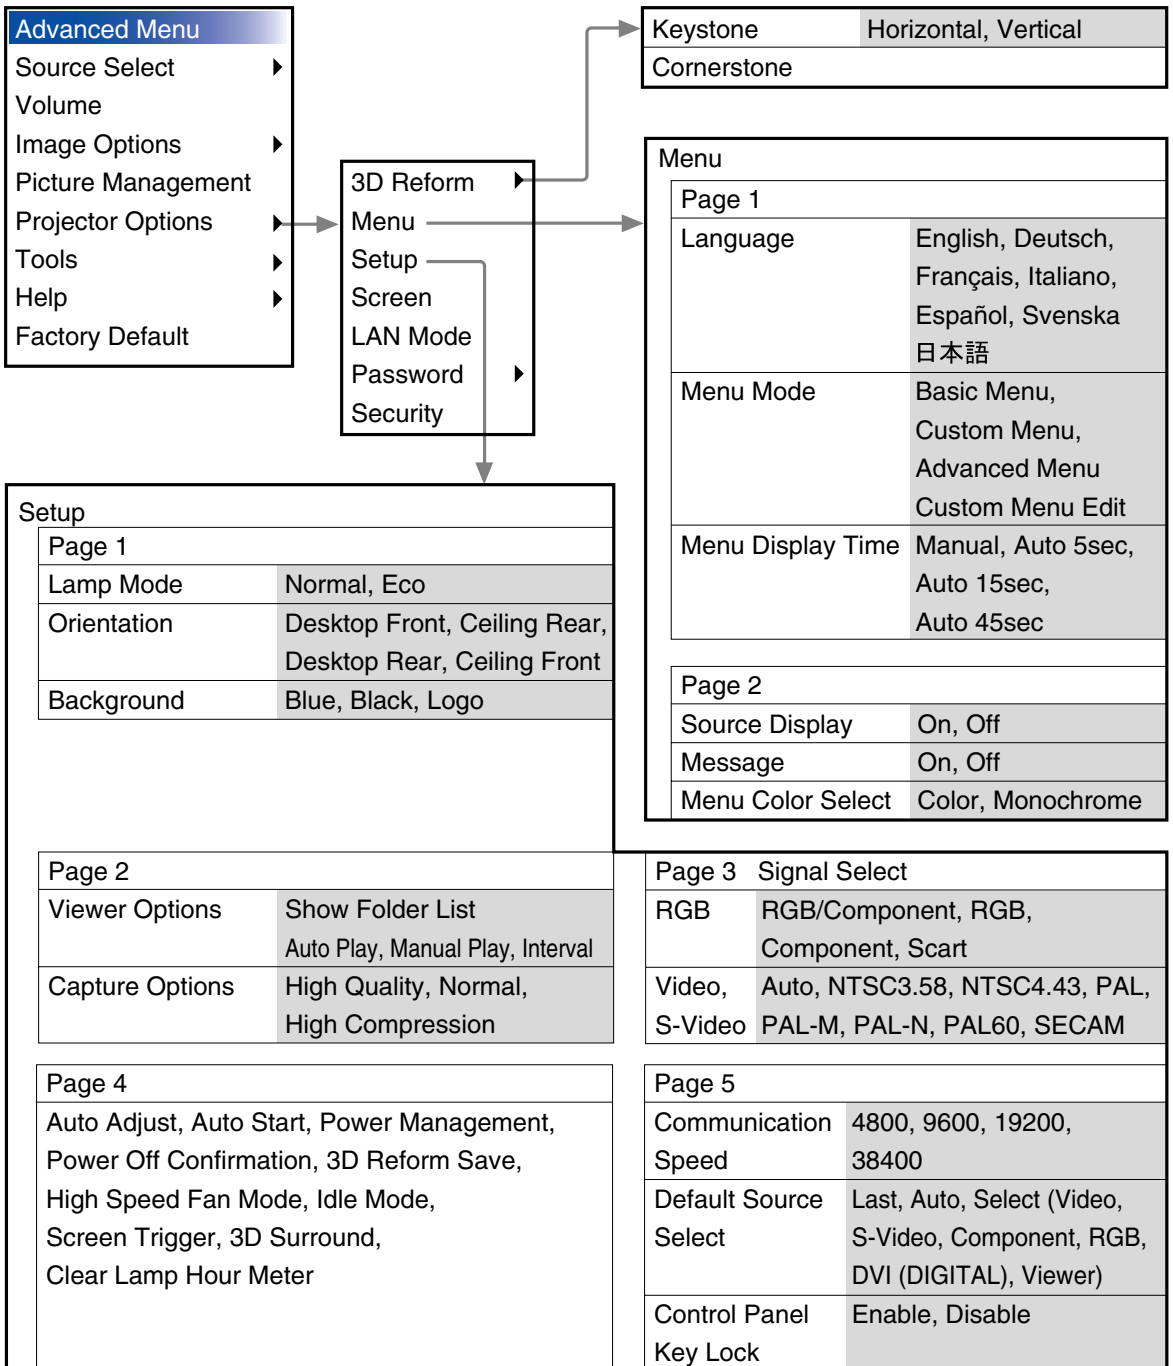 Advanced Menu
Source Select
Volume
Image Options
Picture Management
Projector Options
Tools
Help
Factory Default
3D Reform
Menu
Setup
Screen
LAN Mode
Password
Security
Keystone Horizontal, Vertical
Cornerstone
Menu
Page 1
Language English, Deutsch,
Français, Italiano,
Español, Svenska
日本語
Menu Mode Basic Menu,
Custom Menu,
Advanced Menu
Custom Menu Edit
Menu Display Time Manual, Auto 5sec,
Auto 15sec,
Auto 45sec
Page 2
Source Display On, Off
Message On, Off
Menu Color Select Color, Monochrome
Setup
Page 1
Lamp Mode Normal, Eco
Orientation Desktop Front, Ceiling Rear,
Desktop Rear, Ceiling Front
Background Blue, Black, Logo
Page 2
Viewer Options Show Folder List
Auto Play, Manual Play, Interval
Capture Options High Quality, Normal,
High Compression
Page 3 Signal Select
RGB RGB/Component, RGB,
Component, Scart
Video, Auto, NTSC3.58, NTSC4.43, PAL,
S-Video PAL-M, PAL-N, PAL60, SECAM
Page 4
Auto Adjust, Auto Start, Power Management,
Power Off Confirmation, 3D Reform Save,
High Speed Fan Mode, Idle Mode,
Screen Trigger, 3D Surround,
Clear Lamp Hour Meter
Page 5
Communication 4800, 9600, 19200,
Speed 38400
Default Source Last, Auto, Select (Video,
Select S-Video, Component, RGB,
DVI (DIGITAL), Viewer)
Control Panel Enable, Disable
Key Lock